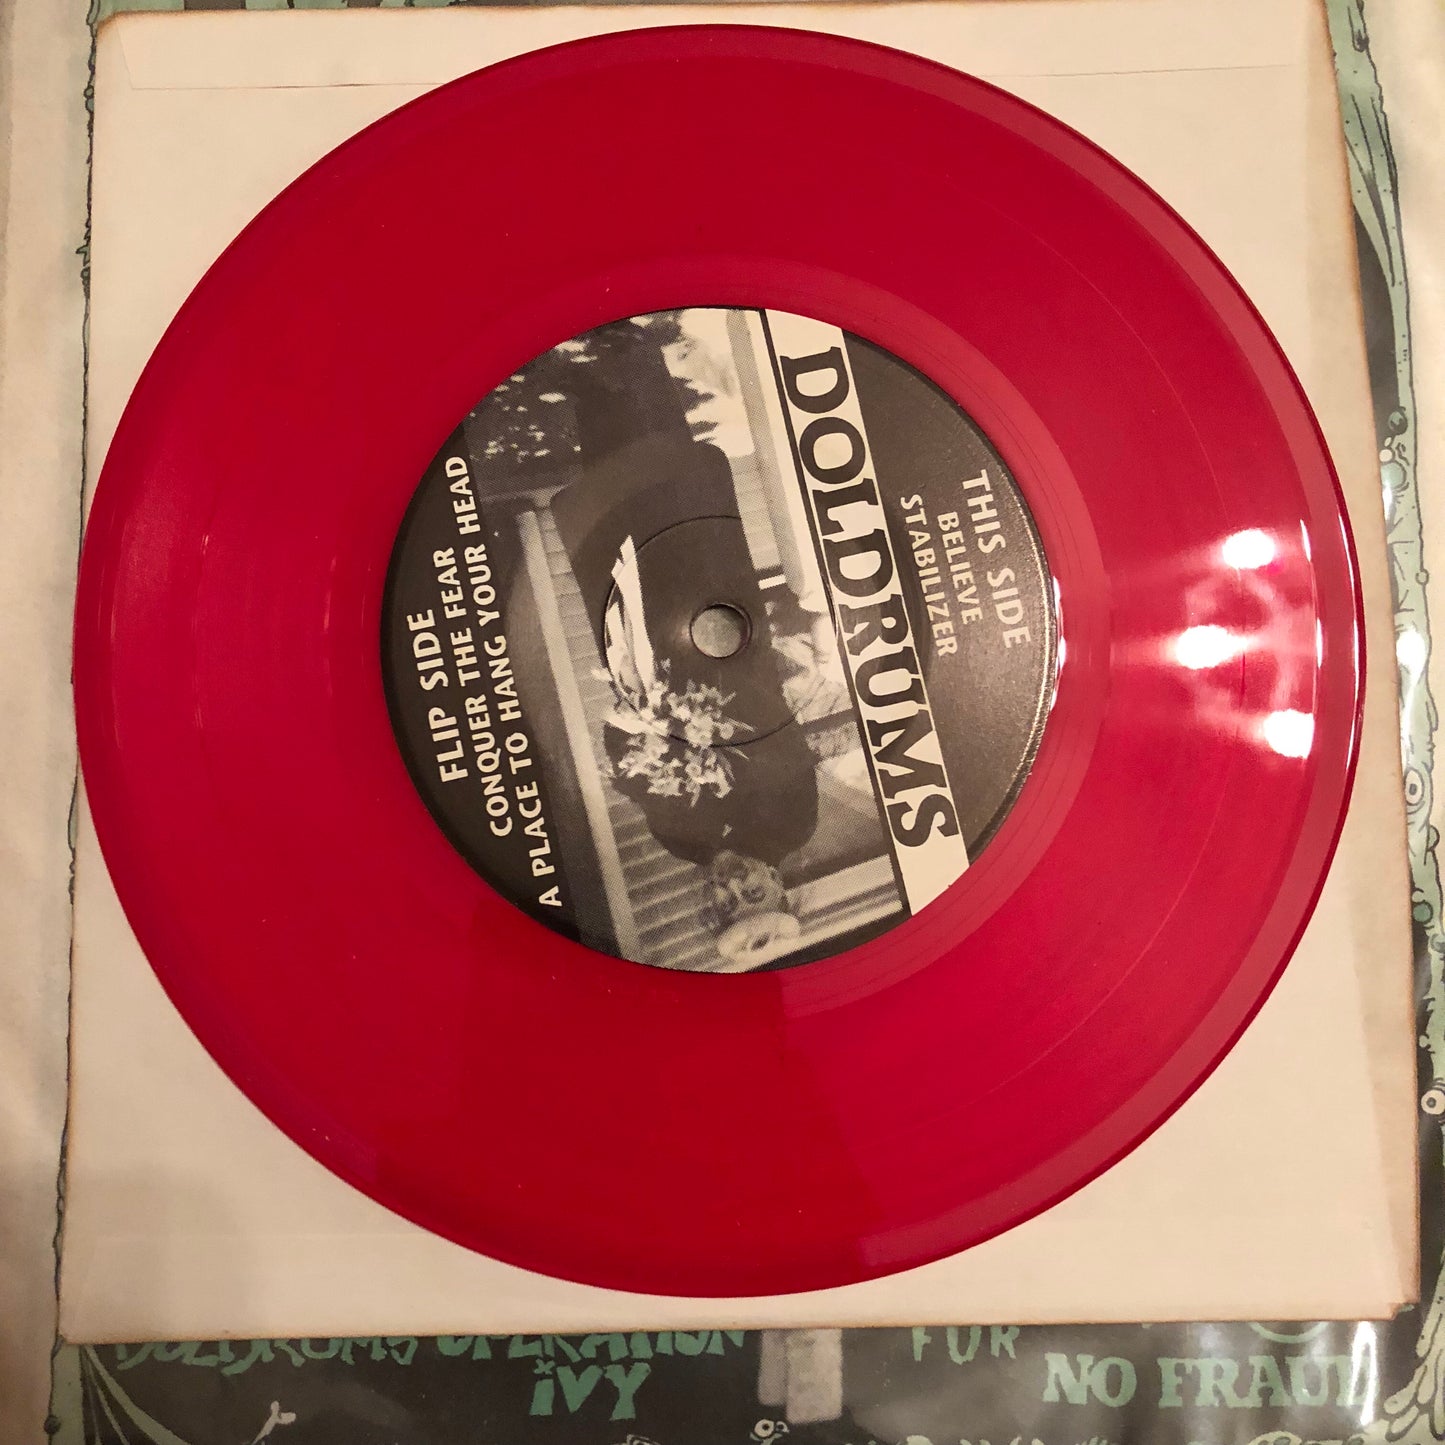 DOLDRUMS
THIS SIDE
BELIEVE
STABILIZER
FLIP SIDE
CONQUER THE FEAR
A PLACE TO HANG YOUR HEAD
DOLDRUMS OPERATION
IVY
FUR
NO FRAUD